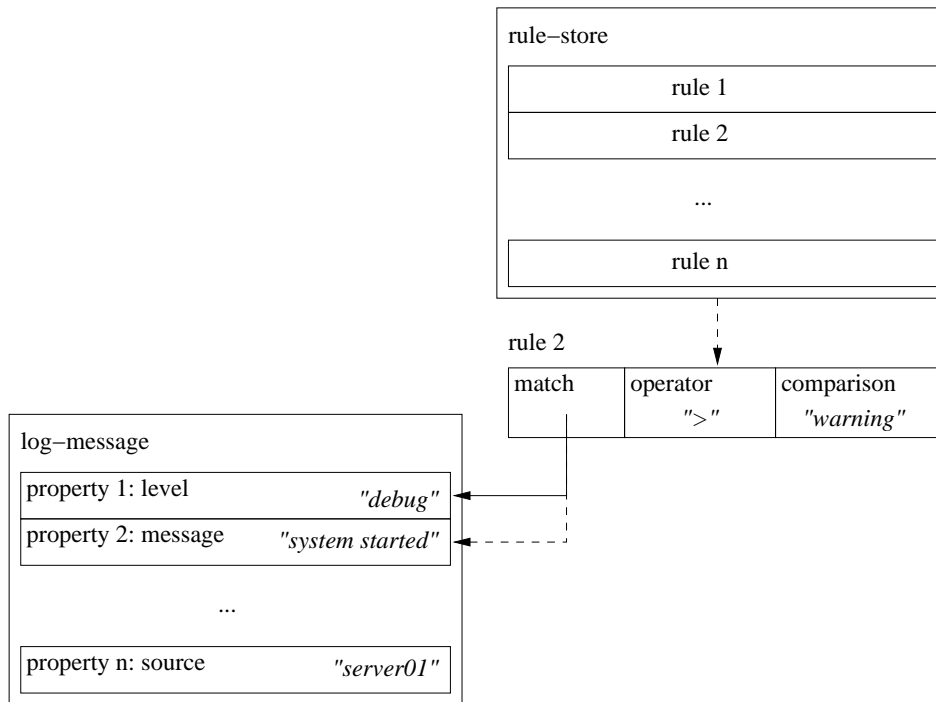 rule−store
rule 1
rule 2
...
rule n
rule 2
match operator comparison
">" "warning"
log−message
property 1: level "debug"
property 2: message "system started"
...
property n: source "server01"